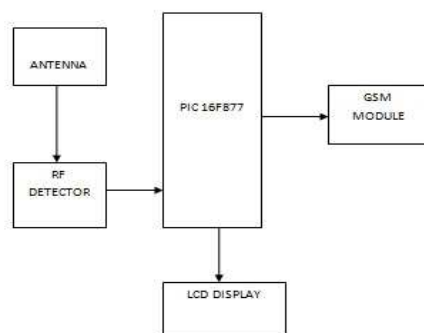 ANTENNA
RF
DETECTOR
PIC 16F877
GSM
MODULE
LCD DISPLAY